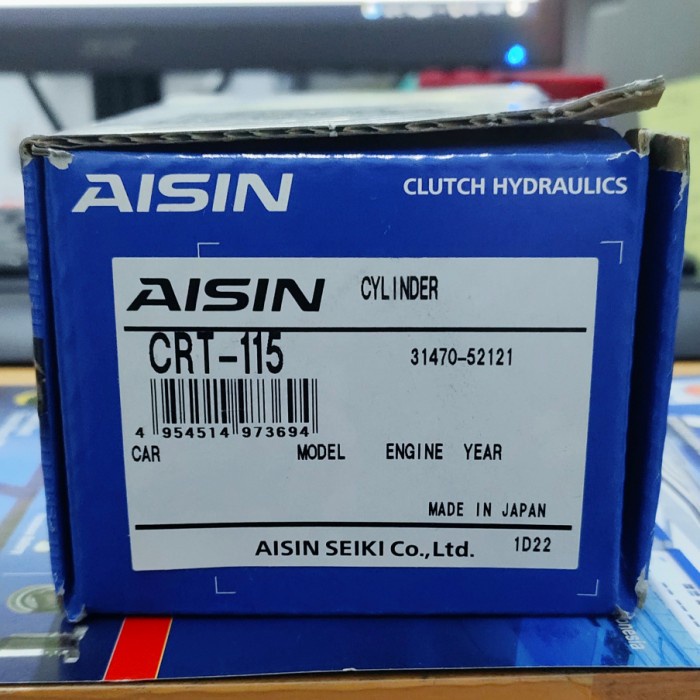 AISIN CLUTCH HYDRAULICS
AISIN CYLINDER
CRT-115 31470-52121
4 954514 973694
CAR MODEL ENGINE YEAR
MADE IN JAPAN
AISIN SEIKI Co.,Ltd. 1D22